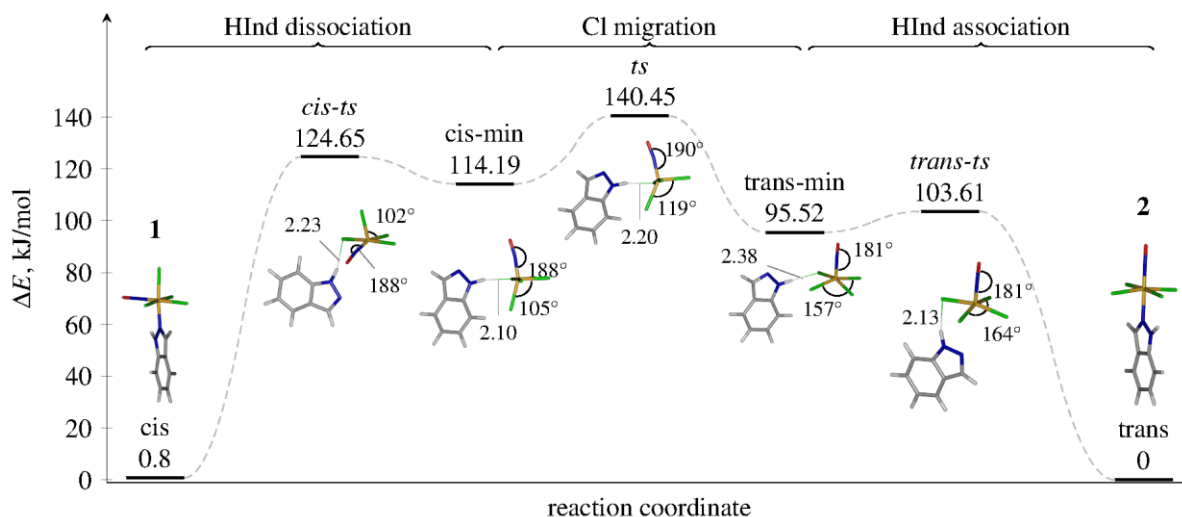 HInd dissociation
Cl migration
HInd association
ΔE, kJ/mol
140
120
100
80
60
40
20
0
1
cis
0.8
cis-ts
124.65
2.23
102°
188°
cis-min
114.19
188°
105°
2.10
ts
140.45
190°
119°
2.20
trans-min
95.52
2.38
181°
157°
trans-ts
103.61
2.13
181°
164°
2
trans
0
reaction coordinate